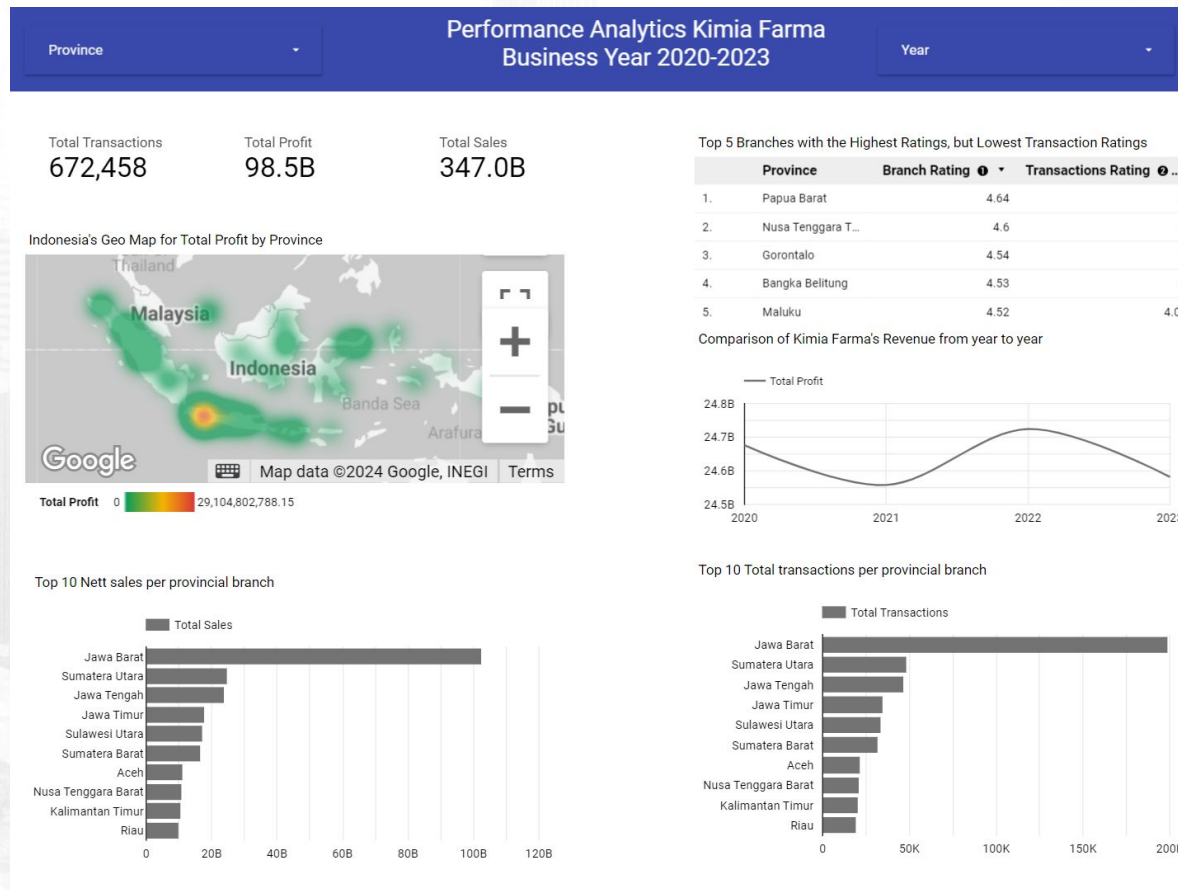 Performance Analytics Kimia Farma
Business Year 2020-2023
Province
Year
Total Transactions
672,458
Total Profit
98.5B
Total Sales
347.0B
Indonesia's Geo Map for Total Profit by Province
Thailand
Malaysia
Indonesia
Banda Sea
Arafura
Google
Map data ©2024 Google, INEGI
Terms
Total Profit 0 29,104,802,788.15
Top 5 Branches with the Highest Ratings, but Lowest Transaction Ratings
Province Branch Rating 1 Transactions Rating 2 ...
1. Papua Barat 4.64
2. Nusa Tenggara T... 4.6
3. Gorontalo 4.54
4. Bangka Belitung 4.53
5. Maluku 4.52
Comparison of Kimia Farma's Revenue from year to year
Total Profit
24.8B
24.7B
24.6B
24.5B
2020 2021 2022
Top 10 Nett sales per provincial branch
Total Sales
Jawa Barat
Sumatera Utara
Jawa Tengah
Jawa Timur
Sulawesi Utara
Sumatera Barat
Aceh
Nusa Tenggara Barat
Kalimantan Timur
Riau
0 20B 40B 60B 80B 100B 120B
Top 10 Total transactions per provincial branch
Total Transactions
Jawa Barat
Sumatera Utara
Jawa Tengah
Jawa Timur
Sulawesi Utara
Sumatera Barat
Aceh
Nusa Tenggara Barat
Kalimantan Timur
Riau
0 50K 100K 150K